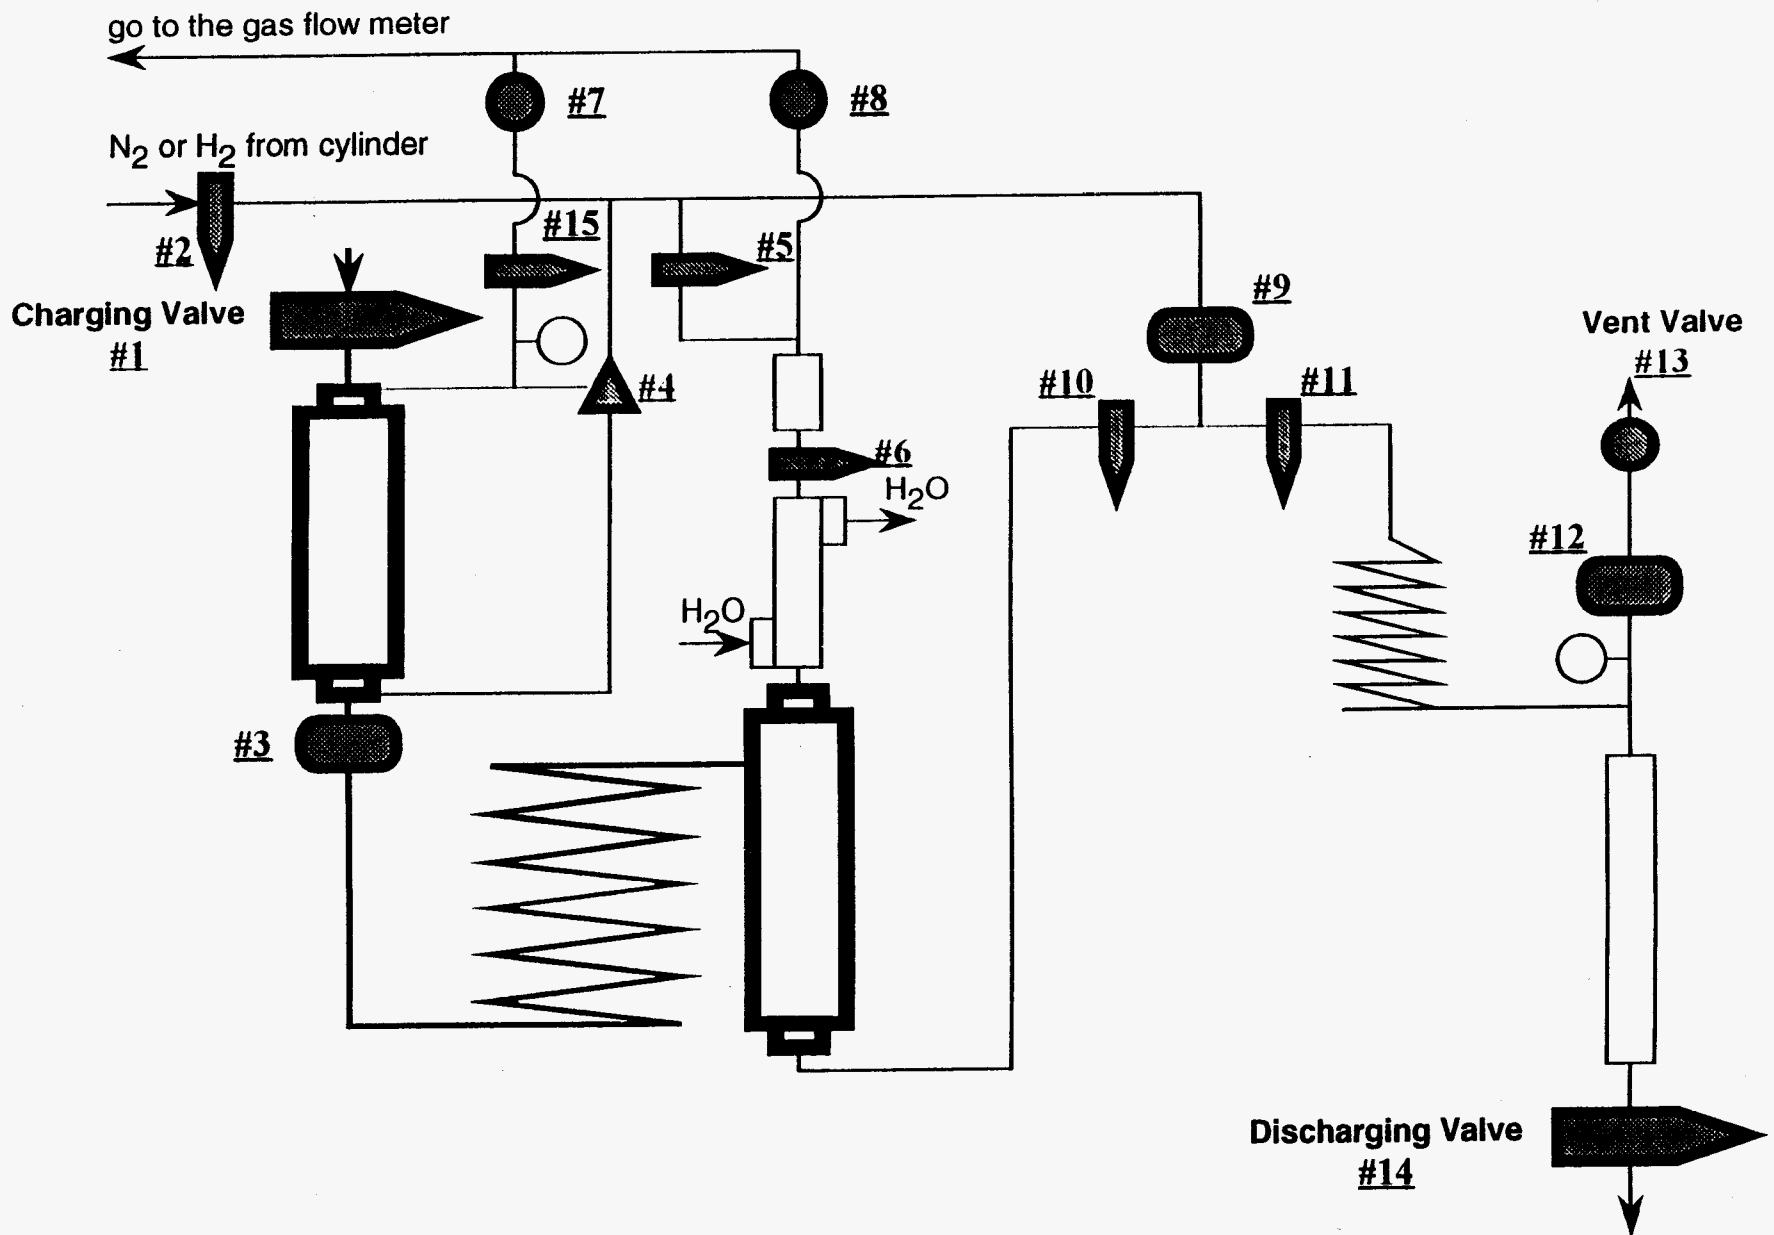 go to the gas flow meter
#7
#8
N2 or H2 from cylinder
#15
#2
#5
#9
Charging Valve
#1
Vent Valve
#13
#10
#11
#4
#6
H2O
#12
H2O
#3
Discharging Valve
#14